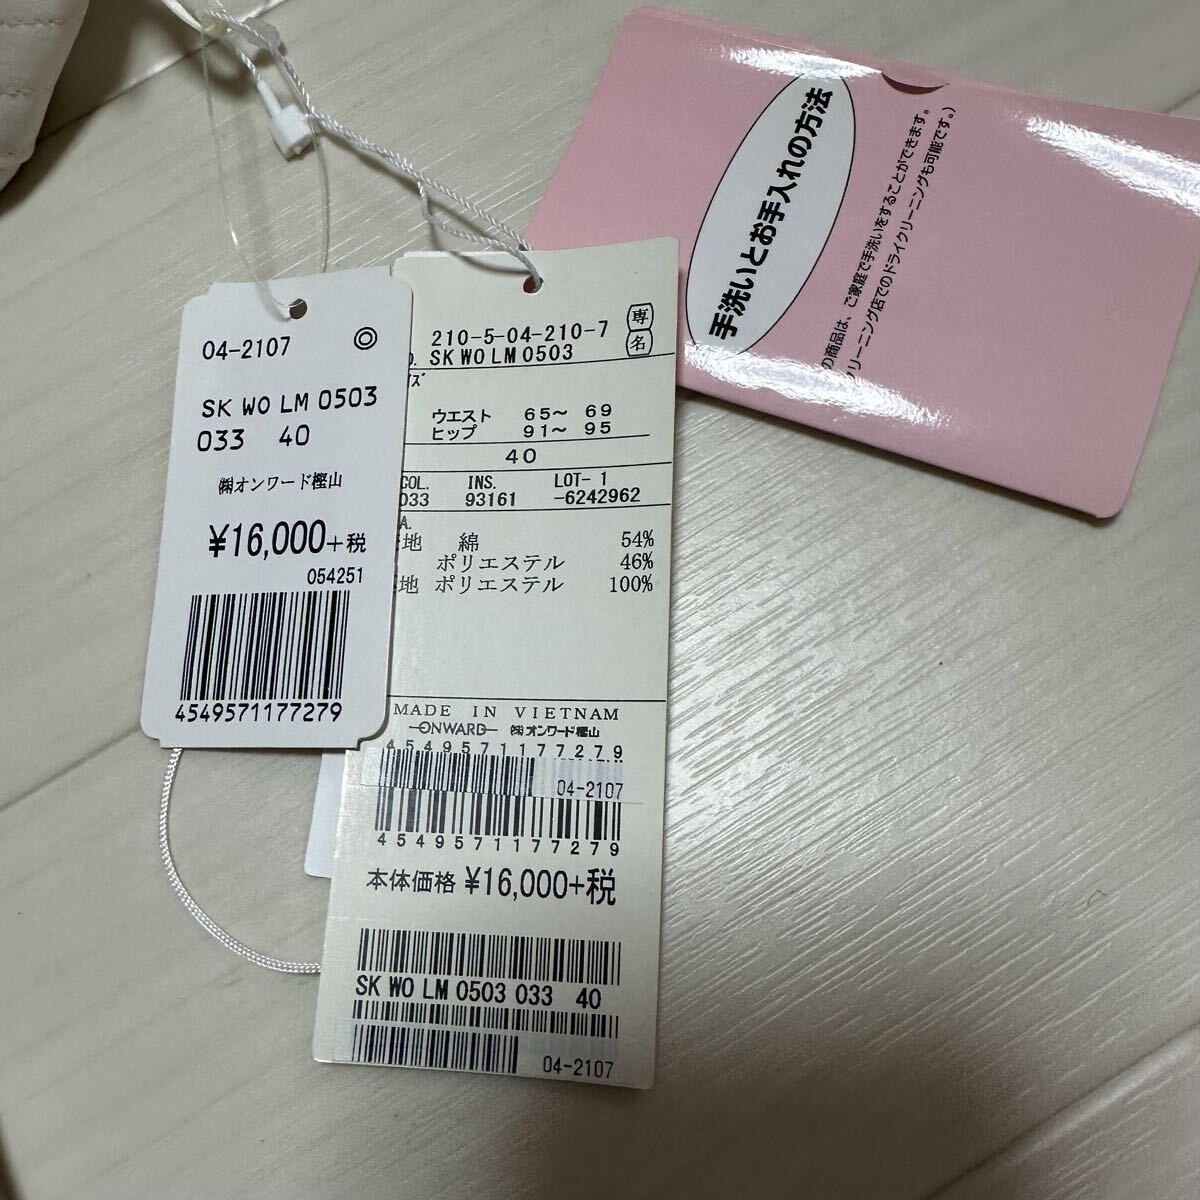 04-2107 ◎
SK WO LM 0503
033 40
㈱オンワード樫山
¥16,000+税
054251
4549571177279
210-5-04-210-7
専
名
SK WO LM 0503
ウエスト 65〜 69
ヒップ 91〜 95
40
COL. INS. LOT- 1
033 93161 -6242962
地 綿 54%
ポリエステル 46%
地 ポリエステル 100%
MADE IN VIETNAM
ONWARD ㈱オンワード樫山
4549571177279
04-2107
4549571177279
本体価格 ¥16,000+税
SK WO LM 0503 033 40
04-2107
手洗いとお手入れの方法
の商品は、ご家庭で手洗いをすることができます。
クリーニング店でのドライクリーニングも可能です。)